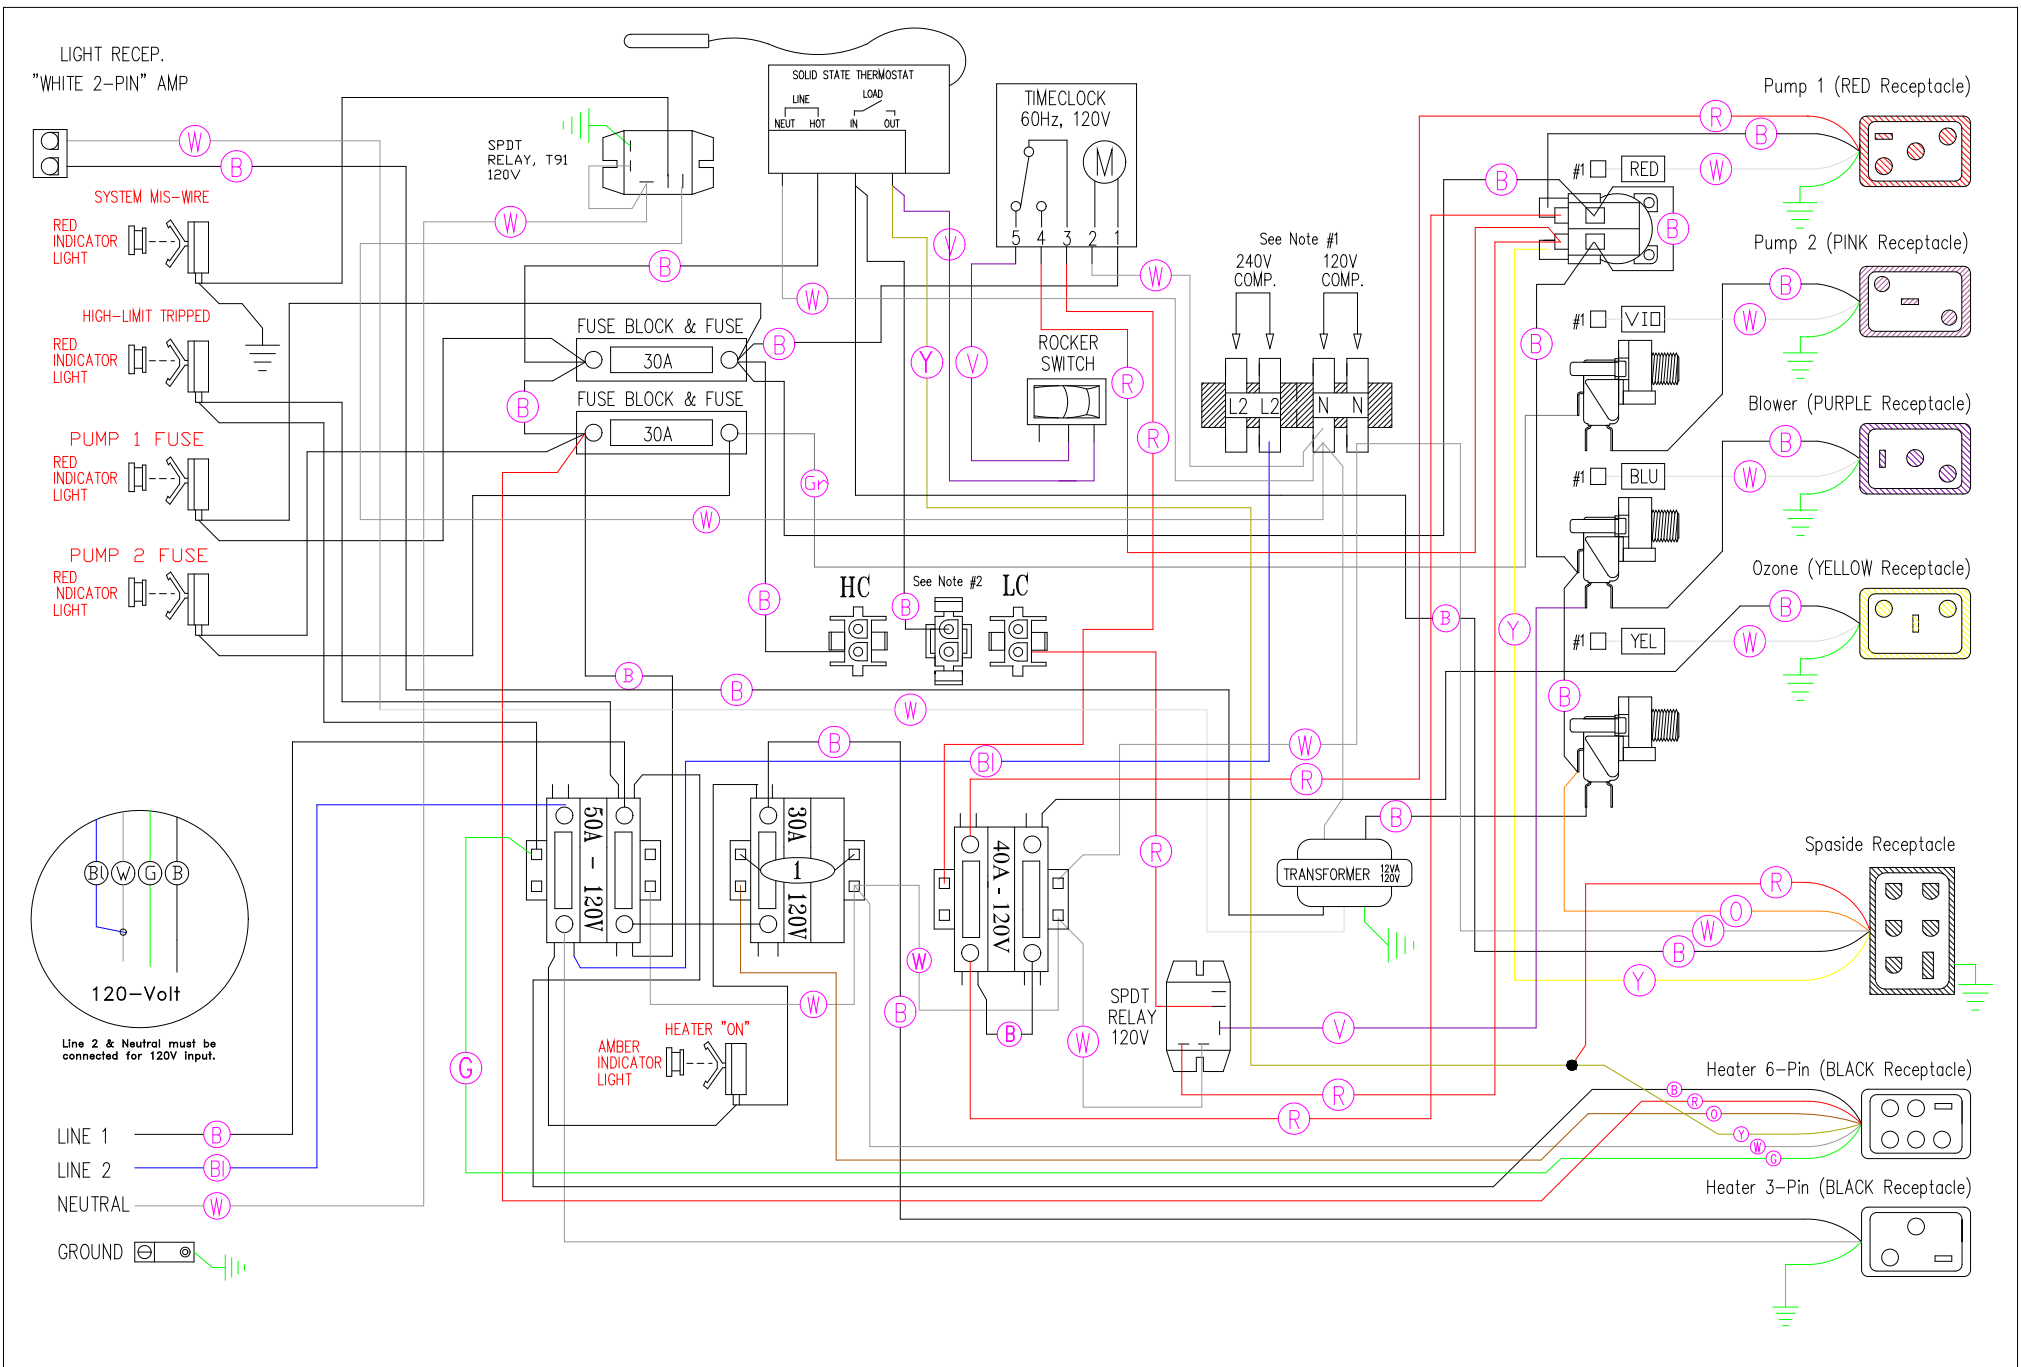 LIGHT RECEP.
"WHITE 2-PIN" AMP
W
B
SYSTEM MIS-WIRE
RED
INDICATOR
LIGHT
HIGH-LIMIT TRIPPED
RED
INDICATOR
LIGHT
PUMP 1 FUSE
RED
INDICATOR
LIGHT
PUMP 2 FUSE
RED
NDICATOR
LIGHT
SPDT
RELAY, T91
120V
W
B
SOLID STATE THERMOSTAT
LINE
LOAD
NEUT HOT IN OUT
TIMECLOCK
60Hz, 120V
M
5 4 3 2 1
V
W
W
B
Y
V
R
R
FUSE BLOCK & FUSE
30A
B
FUSE BLOCK & FUSE
30A
Gr
W
ROCKER
SWITCH
See Note #1
240V
COMP.
120V
COMP.
L2 L2 N N
HC
See Note #2
LC
B
B
B
B
W
B
Bl
W
R
B
B
Y
R
B
W
Pump 1 (RED Receptacle)
#1 RED
B
B
Pump 2 (PINK Receptacle)
B
W
#1 VIO
B
Blower (PURPLE Receptacle)
B
W
#1 BLU
Ozone (YELLOW Receptacle)
B
W
#1 YEL
B
Spaside Receptacle
R
O
W
B
Y
50A - 120V
30A 120V
1
40A - 120V
W
W
B
B
W
G
R
TRANSFORMER 12VA 120V
SPDT
RELAY
120V
V
R
R
HEATER "ON"
AMBER
INDICATOR
LIGHT
Bl W G B
120-Volt
Line 2 & Neutral must be
connected for 120V input.
LINE 1 B
LINE 2 Bl
NEUTRAL W
GROUND
Heater 6-Pin (BLACK Receptacle)
B
R
O
Y
W
G
Heater 3-Pin (BLACK Receptacle)